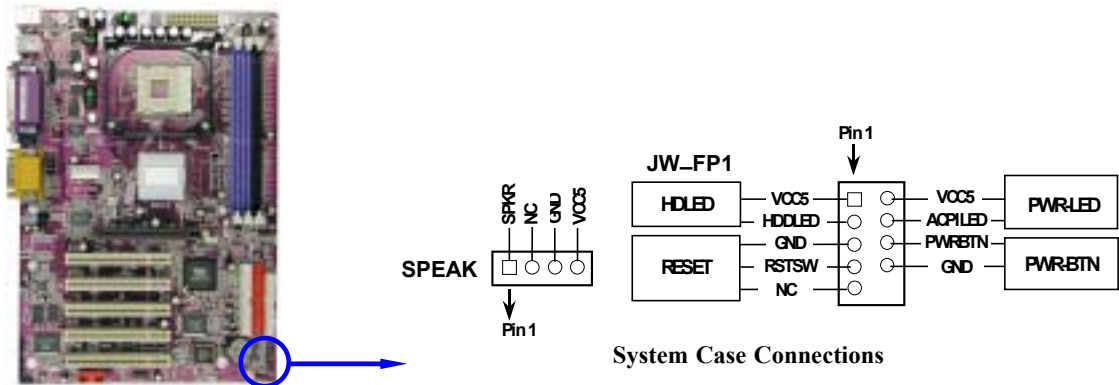 Pin 1
JW_FP1
HDLED
VCC5
VCC5
PWR-LED
HDDLED
ACPILED
GND
PWRBTN
RESET
RSTSW
GND
PWR-BTN
NC
SPKR
NC
GND
VCC5
SPEAK
Pin 1
System Case Connections